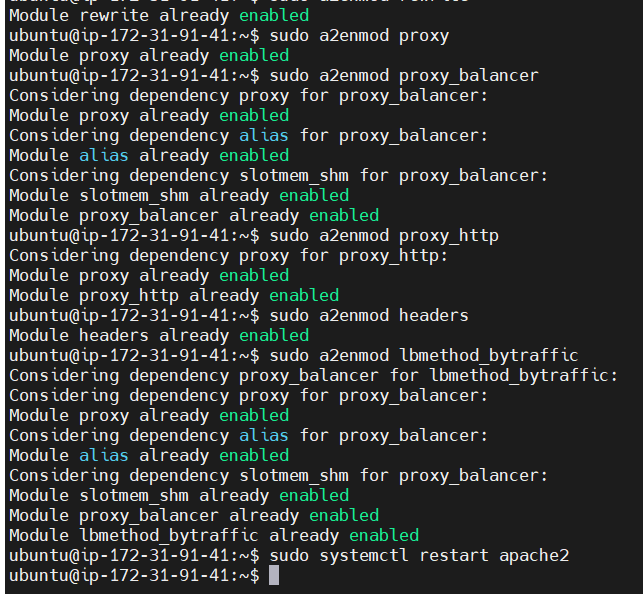 Module rewrite already enabled
ubuntu@ip-172-31-91-41:~$ sudo a2enmod proxy
Module proxy already enabled
ubuntu@ip-172-31-91-41:~$ sudo a2enmod proxy_balancer
Considering dependency proxy for proxy_balancer:
Module proxy already enabled
Considering dependency alias for proxy_balancer:
Module alias already enabled
Considering dependency slotmem_shm for proxy_balancer:
Module slotmem_shm already enabled
Module proxy_balancer already enabled
ubuntu@ip-172-31-91-41:~$ sudo a2enmod proxy_http
Considering dependency proxy for proxy_http:
Module proxy already enabled
Module proxy_http already enabled
ubuntu@ip-172-31-91-41:~$ sudo a2enmod headers
Module headers already enabled
ubuntu@ip-172-31-91-41:~$ sudo a2enmod lbmethod_bytraffic
Considering dependency proxy_balancer for lbmethod_bytraffic:
Considering dependency proxy for proxy_balancer:
Module proxy already enabled
Considering dependency alias for proxy_balancer:
Module alias already enabled
Considering dependency slotmem_shm for proxy_balancer:
Module slotmem_shm already enabled
Module proxy_balancer already enabled
Module lbmethod_bytraffic already enabled
ubuntu@ip-172-31-91-41:~$ sudo systemctl restart apache2
ubuntu@ip-172-31-91-41:~$